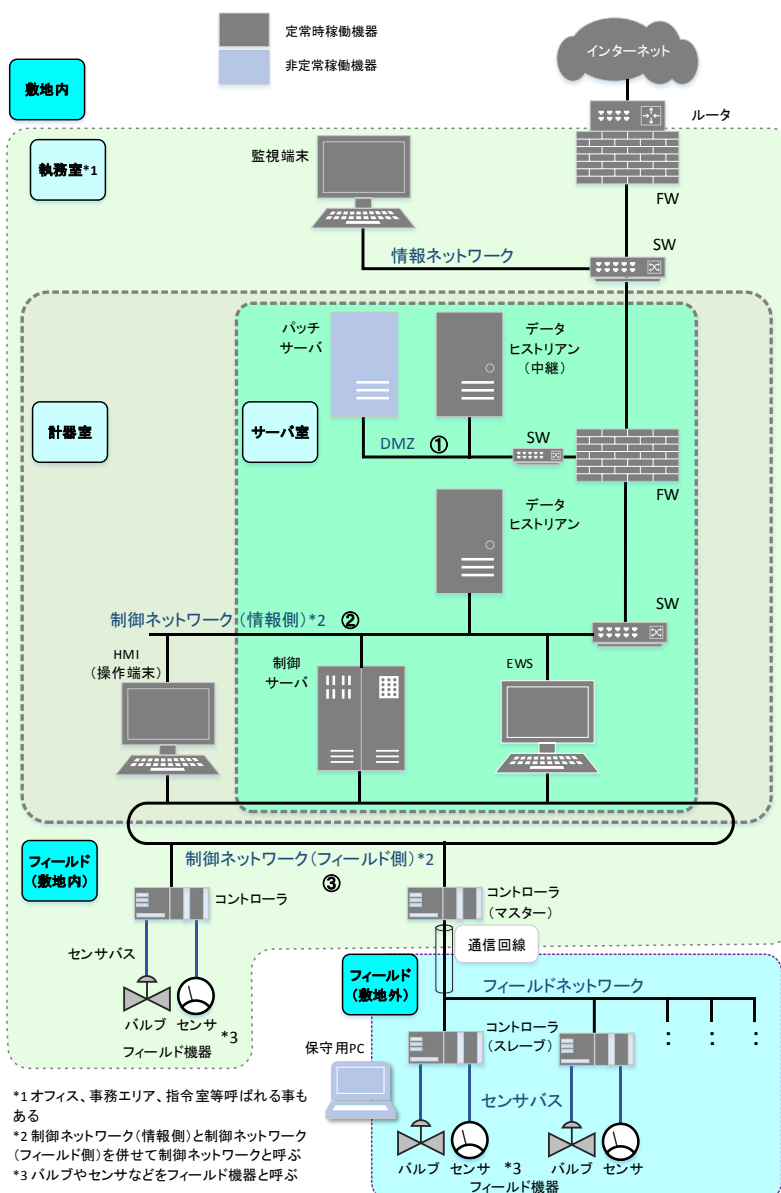 定常時稼働機器
非定常稼働機器
インターネット
敷地内
ルータ
執務室*1
監視端末
FW
SW
情報ネットワーク
パッチ
サーバ
データ
ヒストリアン
(中継)
計器室
サーバ室
DMZ ①
SW
FW
データ
ヒストリアン
SW
制御ネットワーク(情報側)*2 ②
HMI
(操作端末)
制御
サーバ
EWS
フィールド
(敷地内)
制御ネットワーク(フィールド側)*2
③
コントローラ
コントローラ
(マスター)
センサバス
通信回線
フィールド
(敷地外)
フィールドネットワーク
バルブ センサ *3
フィールド機器
保守用PC
コントローラ
(スレーブ)
: : :
センサバス
バルブ センサ *3 バルブ センサ
フィールド機器
*1 オフィス、事務エリア、指令室等呼ばれる事も
ある
*2 制御ネットワーク(情報側)と制御ネットワーク
(フィールド側)を併せて制御ネットワークと呼ぶ
*3 バルブやセンサなどをフィールド機器と呼ぶ